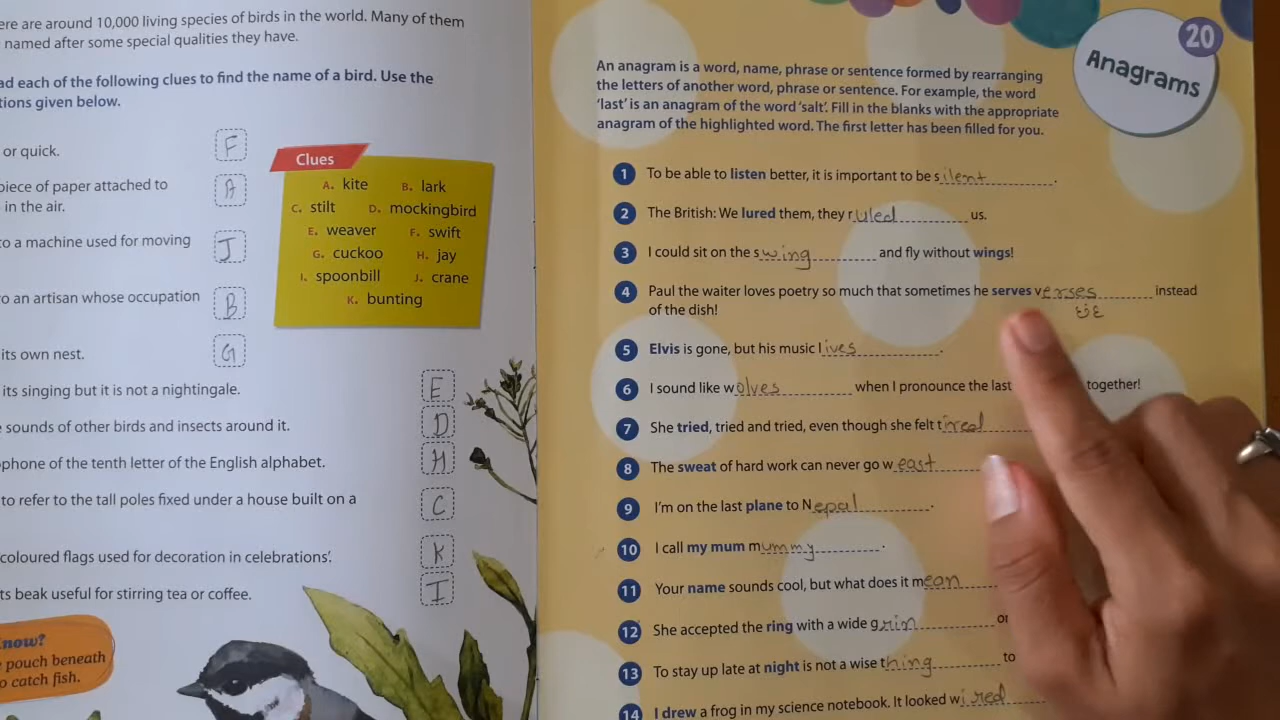 ere are around 10,000 living species of birds in the world. Many of them
named after some special qualities they have.
ad each of the following clues to find the name of a bird. Use the
tions given below.
or quick. F
piece of paper attached to A
in the air.
to a machine used for moving J
o an artisan whose occupation B
its own nest. G
its singing but it is not a nightingale. E
sounds of other birds and insects around it. D
phone of the tenth letter of the English alphabet. H
to refer to the tall poles fixed under a house built on a C
coloured flags used for decoration in celebrations'. K
ts beak useful for stirring tea or coffee. I
Clues
A. kite B. lark
C. stilt D. mockingbird
E. weaver F. swift
G. cuckoo H. jay
I. spoonbill J. crane
K. bunting
now?
pouch beneath
o catch fish.
20
Anagrams
An anagram is a word, name, phrase or sentence formed by rearranging
the letters of another word, phrase or sentence. For example, the word
'last' is an anagram of the word 'salt'. Fill in the blanks with the appropriate
anagram of the highlighted word. The first letter has been filled for you.
1 To be able to listen better, it is important to be silent.
2 The British: We lured them, they ruled us.
3 I could sit on the swing and fly without wings!
4 Paul the waiter loves poetry so much that sometimes he serves verses instead
of the dish!
5 Elvis is gone, but his music lives.
6 I sound like wolves when I pronounce the last together!
7 She tried, tried and tried, even though she felt tired
8 The sweat of hard work can never go weast
9 I'm on the last plane to Nepal.
10 I call my mum mummy.
11 Your name sounds cool, but what does it mean
12 She accepted the ring with a wide grin or
13 To stay up late at night is not a wise thing to
14 I drew a frog in my science notebook. It looked wired